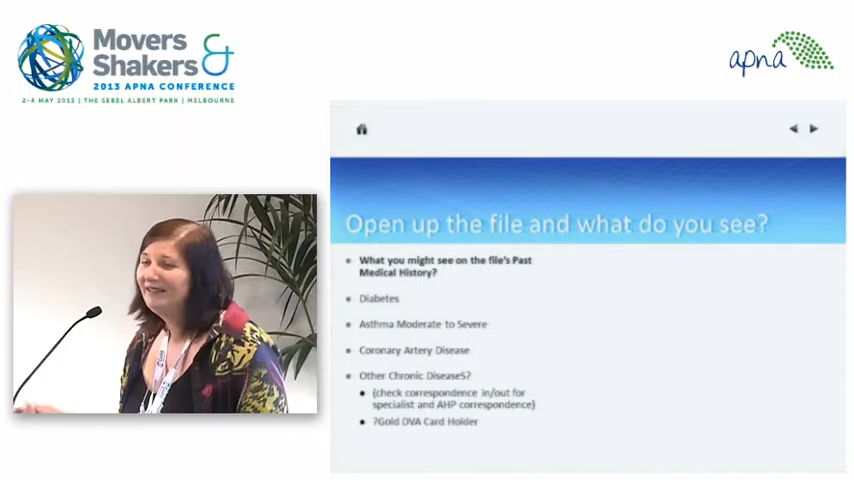 Movers &
Shakers
2013 APNA CONFERENCE
2-4 MAY 2013 | THE SEBEL ALBERT PARK | MELBOURNE
apna
Open up the file and what do you see?
What you might see on the file's Past
Medical History?
Diabetes
Asthma Moderate to Severe
Coronary Artery Disease
Other Chronic DiseaseS?
(check correspondence in/out for
specialist and AHP correspondence)
?Gold DVA Card Holder